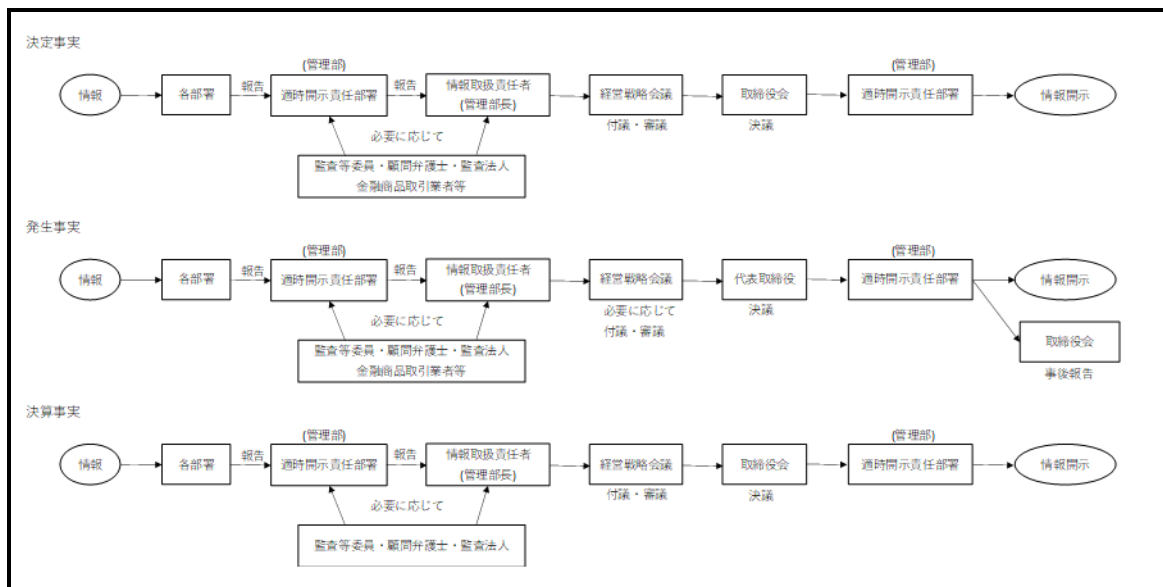 決定事実
(管理部)
(管理部)
情報
各部署
報告
適時開示責任部署
報告
情報取扱責任者
(管理部長)
経営戦略会議
取締役会
適時開示責任部署
情報開示
付議・審議
決議
必要に応じて
監査等委員・顧問弁護士・監査法人
金融商品取引業者等
発生事実
(管理部)
(管理部)
情報
各部署
報告
適時開示責任部署
報告
情報取扱責任者
(管理部長)
経営戦略会議
代表取締役
適時開示責任部署
情報開示
必要に応じて
付議・審議
決議
必要に応じて
監査等委員・顧問弁護士・監査法人
金融商品取引業者等
取締役会
事後報告
決算事実
(管理部)
(管理部)
情報
各部署
報告
適時開示責任部署
報告
情報取扱責任者
(管理部長)
経営戦略会議
取締役会
適時開示責任部署
情報開示
付議・審議
決議
必要に応じて
監査等委員・顧問弁護士・監査法人